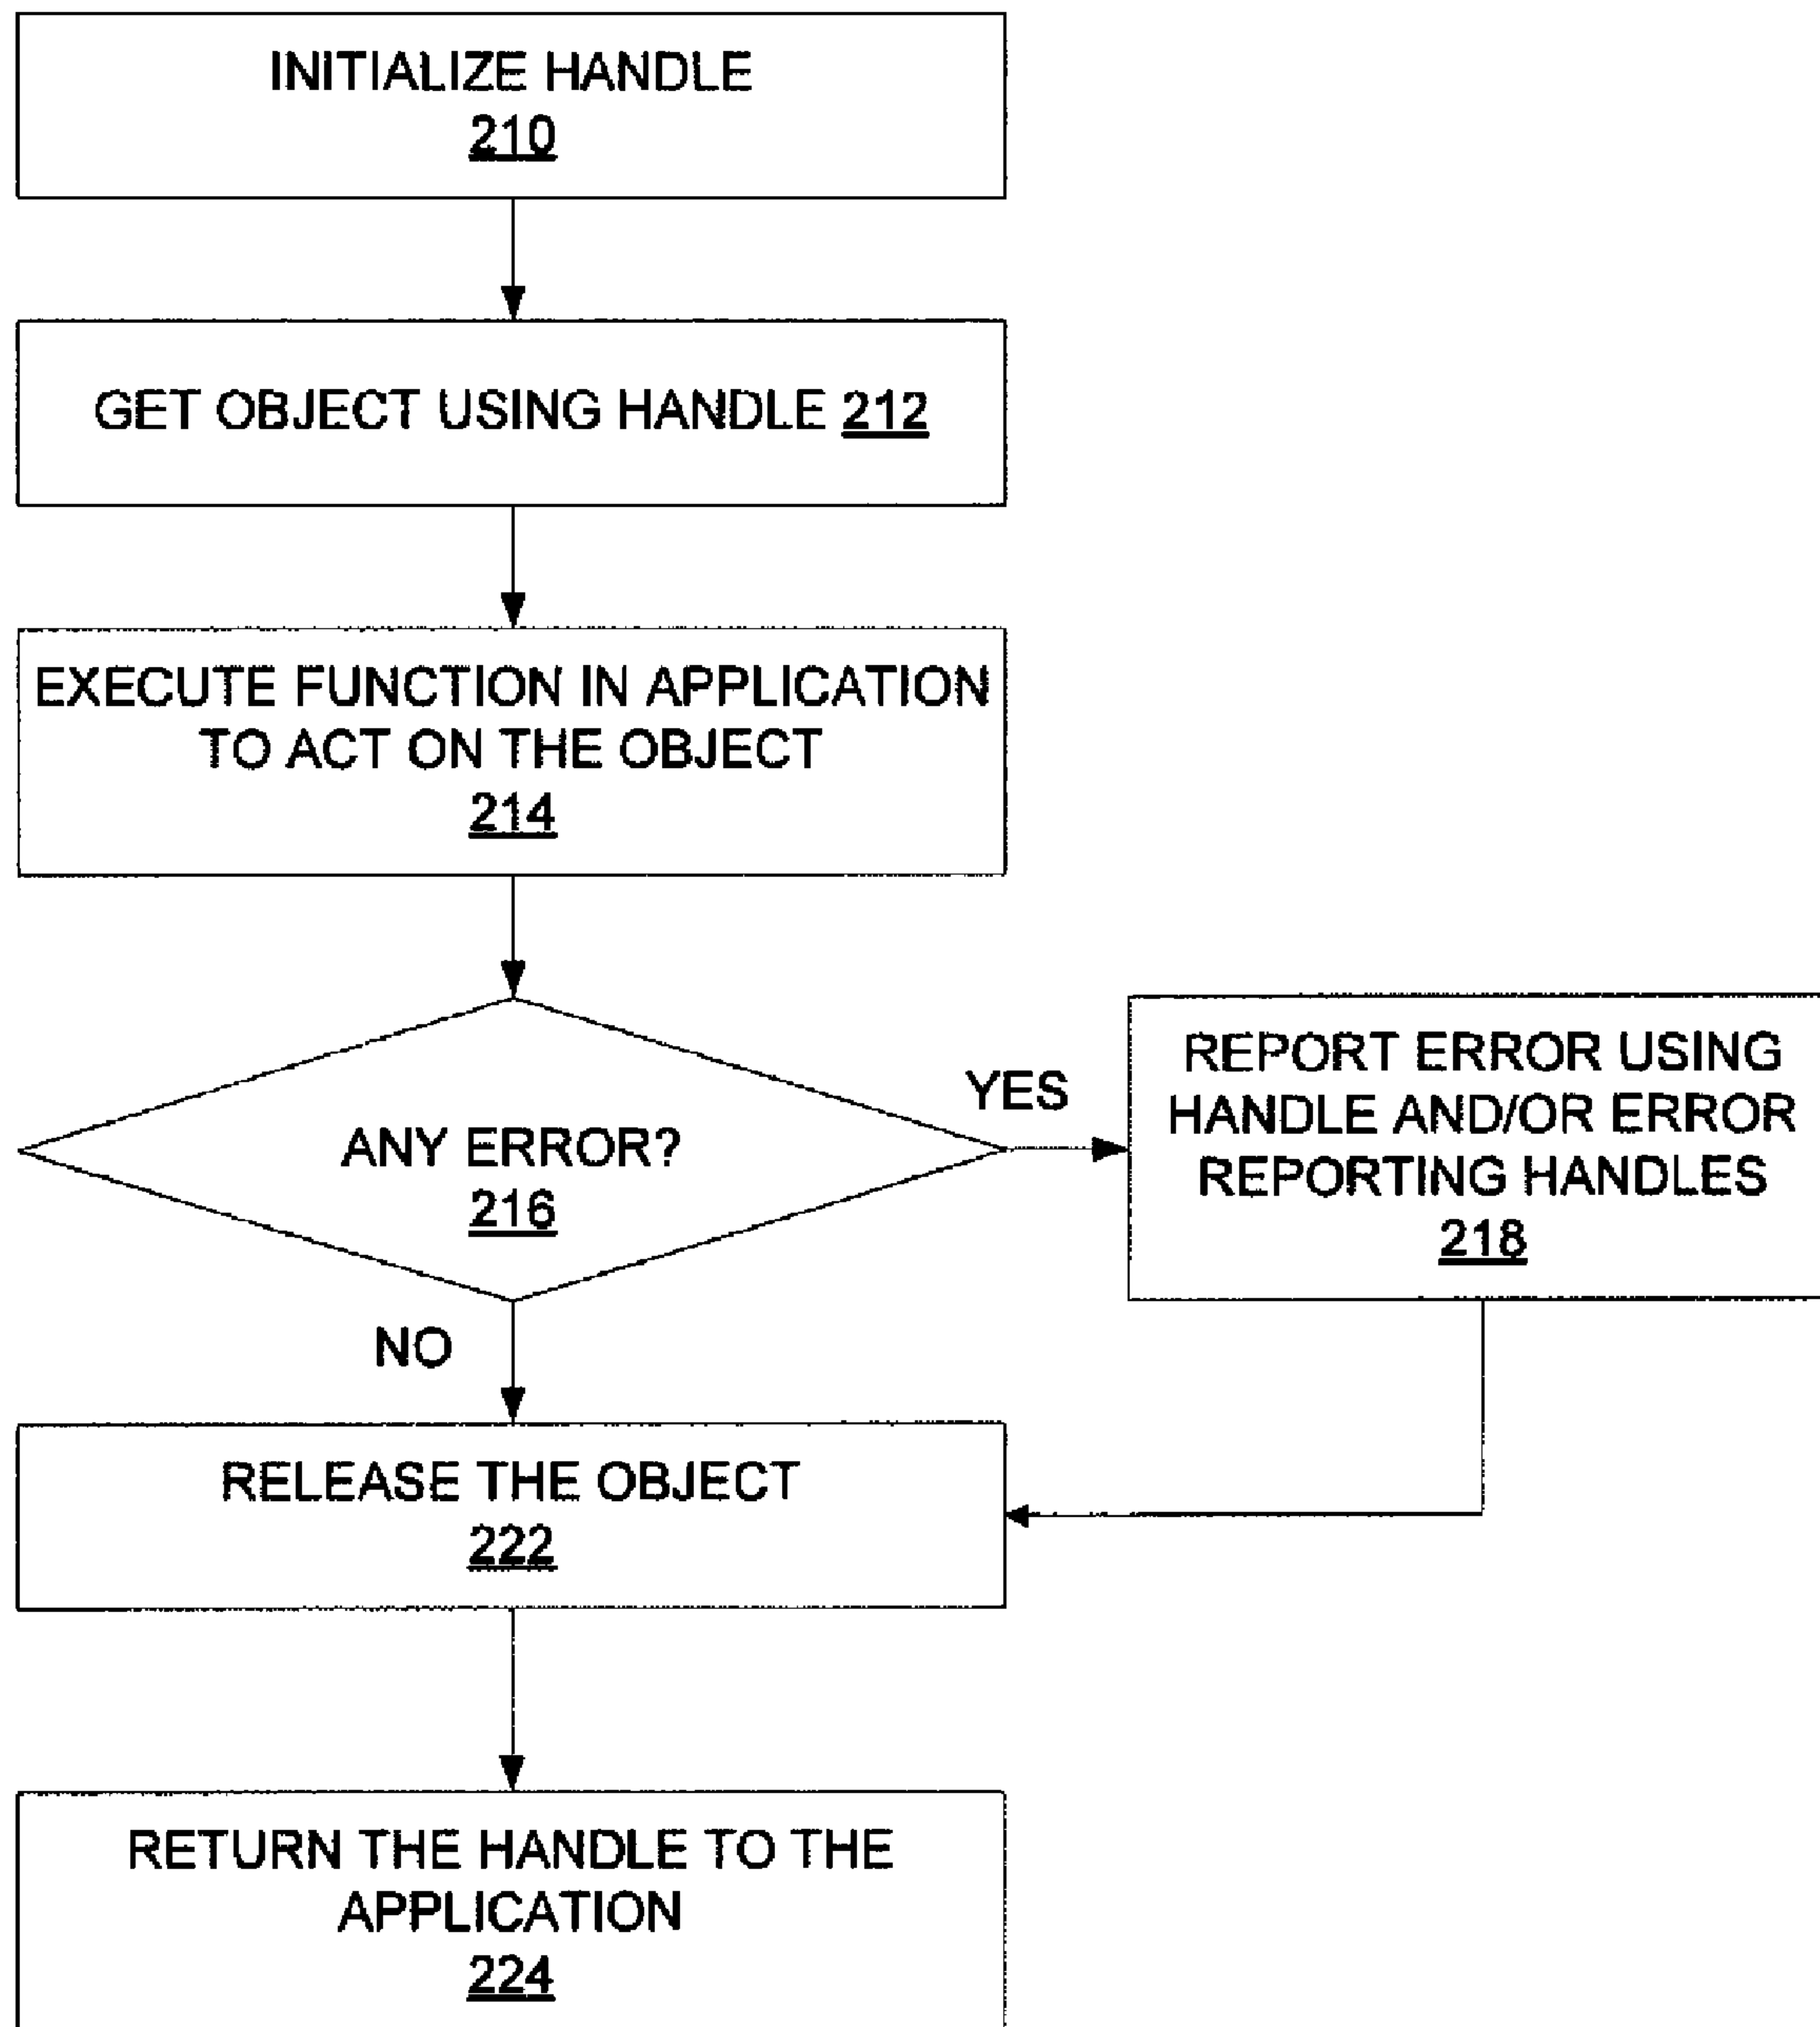 INITIALIZE HANDLE
210
GET OBJECT USING HANDLE 212
EXECUTE FUNCTION IN APPLICATION
TO ACT ON THE OBJECT
214
ANY ERROR?
216
YES
REPORT ERROR USING
HANDLE AND/OR ERROR
REPORTING HANDLES
218
NO
RELEASE THE OBJECT
222
RETURN THE HANDLE TO THE
APPLICATION
224